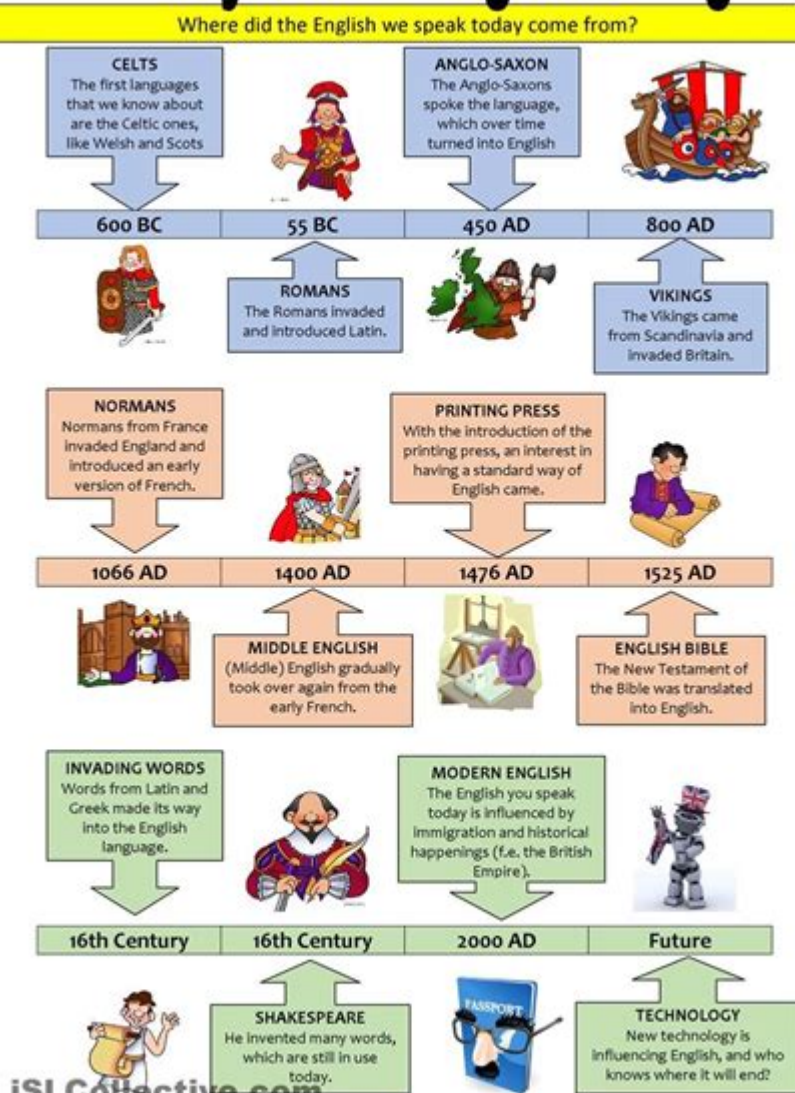 Where did the English we speak today come from?
CELTS
The first languages
that we know about
are the Celtic ones,
like Welsh and Scots
ANGLO-SAXON
The Anglo-Saxons
spoke the language,
which over time
turned into English
600 BC
55 BC
450 AD
800 AD
ROMANS
The Romans invaded
and introduced Latin.
VIKINGS
The Vikings came
from Scandinavia and
invaded Britain.
NORMANS
Normans from France
invaded England and
introduced an early
version of French.
PRINTING PRESS
With the introduction of the
printing press, an interest in
having a standard way of
English came.
1066 AD
1400 AD
1476 AD
1525 AD
MIDDLE ENGLISH
(Middle) English gradually
took over again from the
early French.
ENGLISH BIBLE
The New Testament of
the Bible was translated
into English.
INVADING WORDS
Words from Latin and
Greek made its way
into the English
language.
MODERN ENGLISH
The English you speak
today is influenced by
immigration and historical
happenings (f.e. the British
Empire).
16th Century
16th Century
2000 AD
Future
SHAKESPEARE
He invented many words,
which are still in use
today.
PASSPORT
TECHNOLOGY
New technology is
influencing English, and who
knows where it will end?
iSLCollective.com